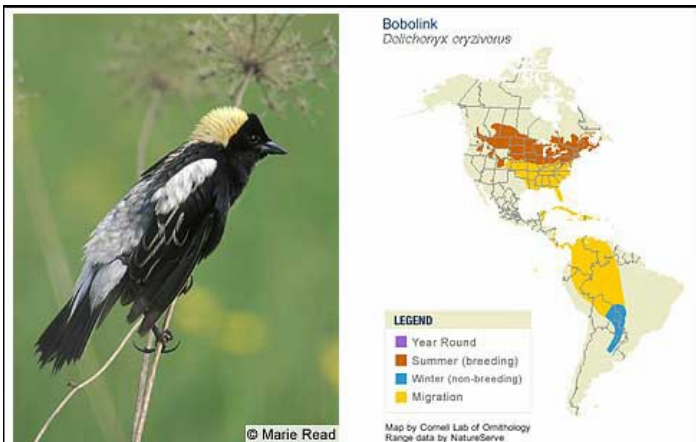 Bobolink
Dolichonyx oryzivorus
LEGEND
Year Round
Summer (breeding)
Winter (non-breeding)
Migration
Map by Cornell Lab of Ornithology
Range data by NatureServe
© Marie Read